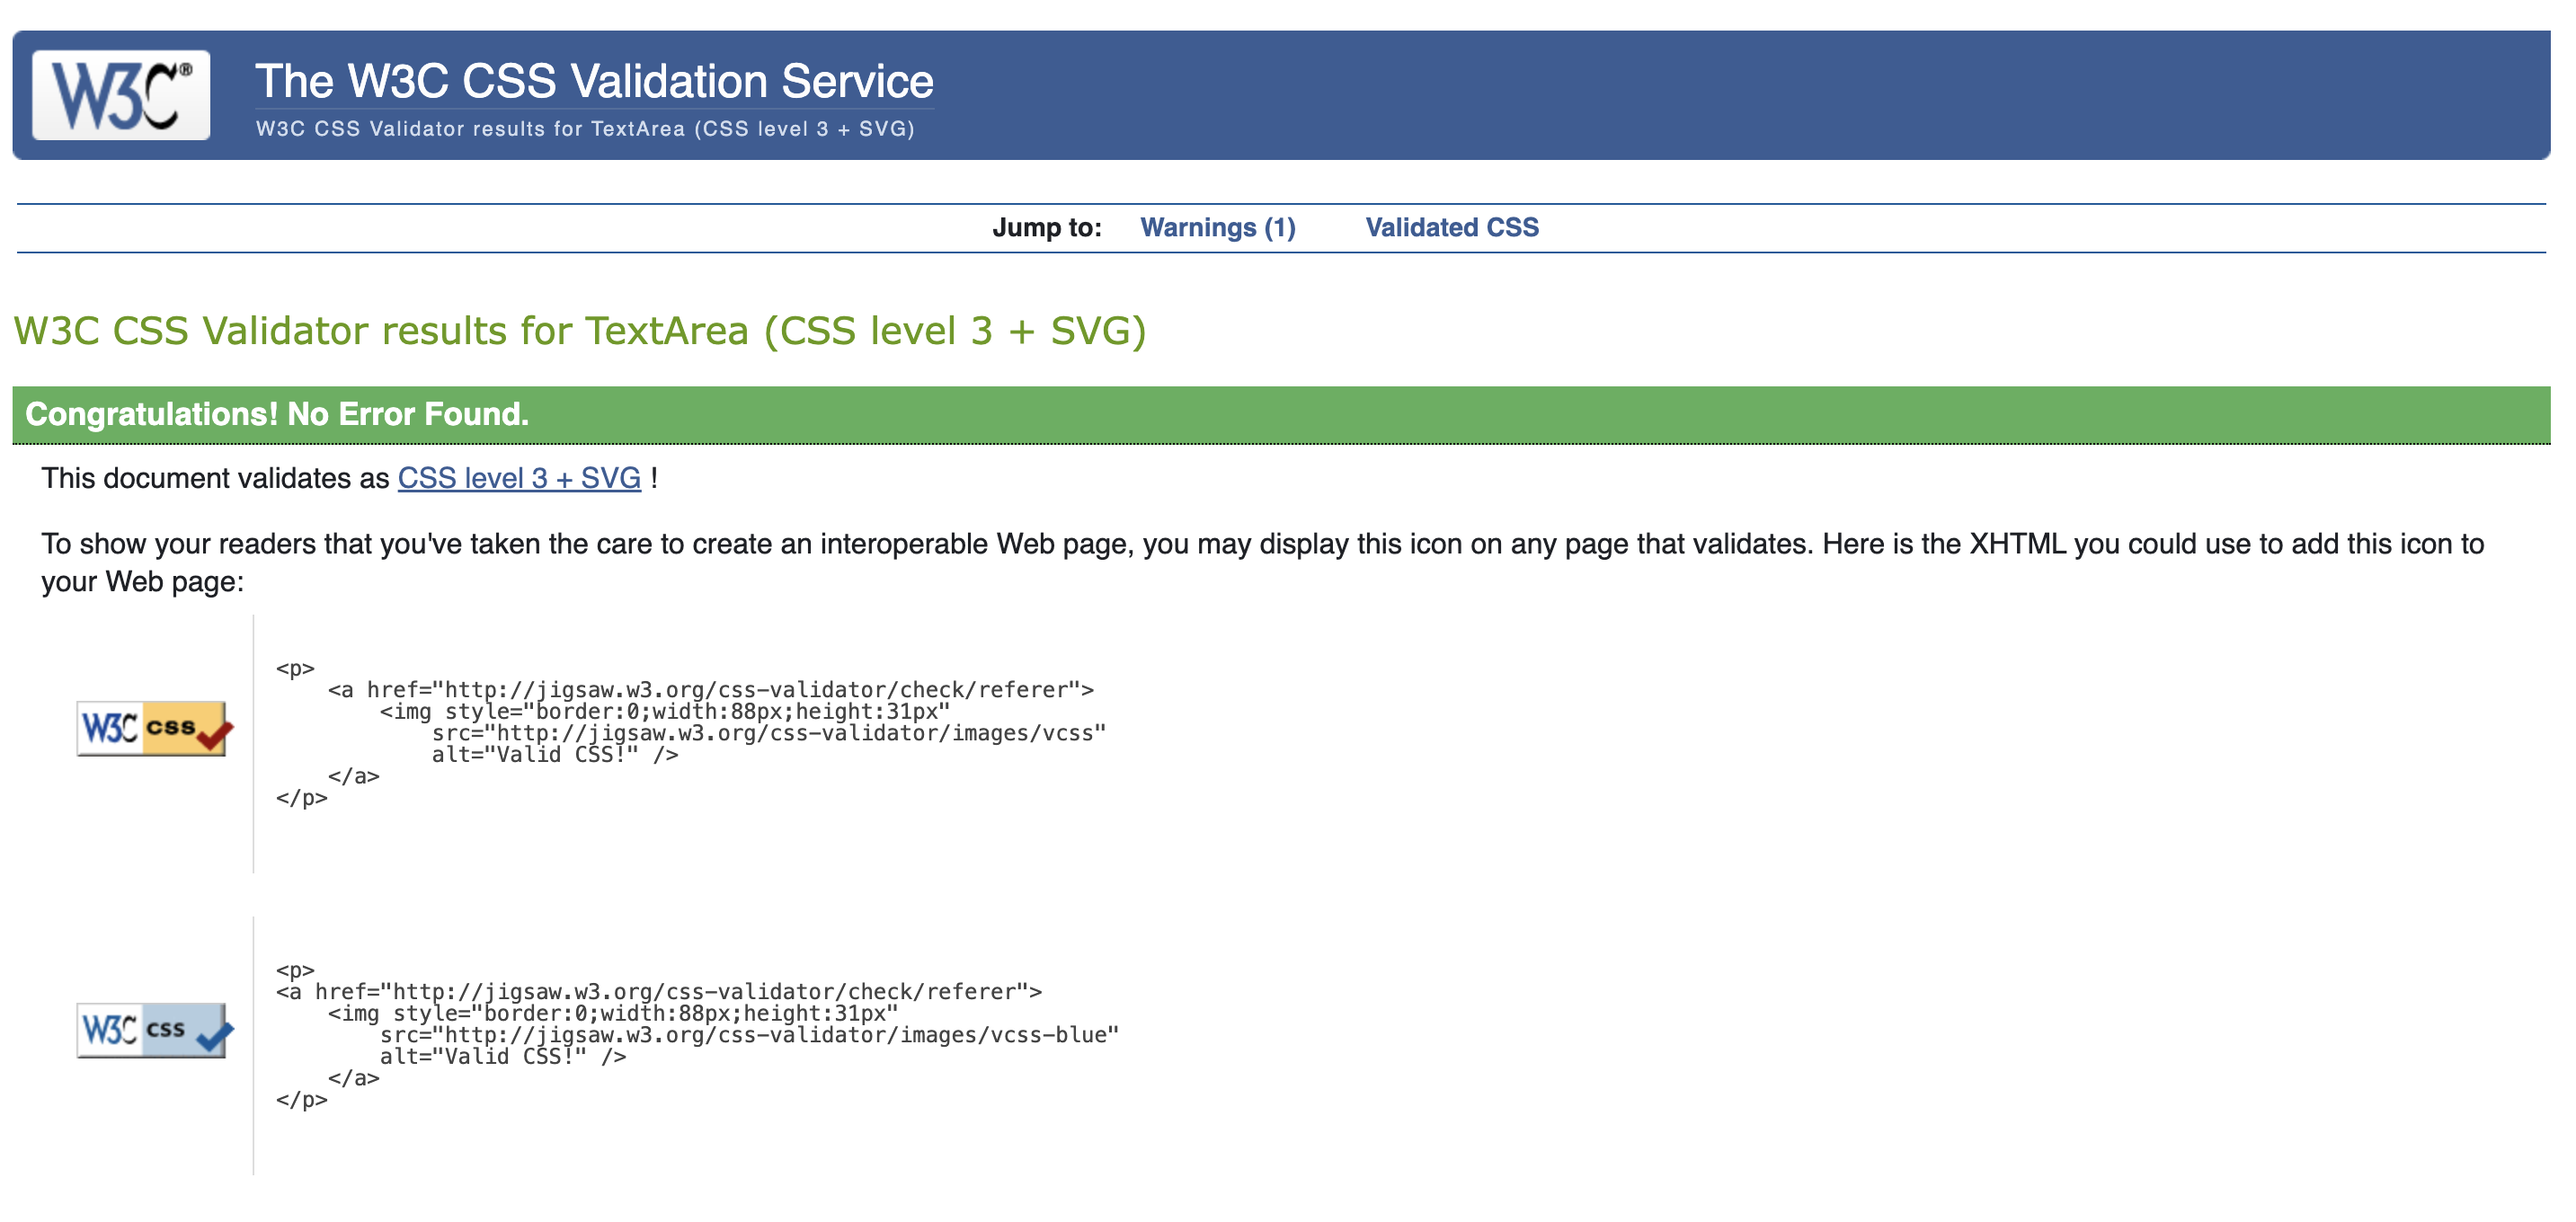 W3C®
The W3C CSS Validation Service
W3C CSS Validator results for TextArea (CSS level 3 + SVG)
Jump to: Warnings (1) Validated CSS
W3C CSS Validator results for TextArea (CSS level 3 + SVG)
Congratulations! No Error Found.
This document validates as CSS level 3 + SVG !
To show your readers that you've taken the care to create an interoperable Web page, you may display this icon on any page that validates. Here is the XHTML you could use to add this icon to
your Web page:
W3C css
<p>
    <a href="http://jigsaw.w3.org/css-validator/check/referer">
        <img style="border:0;width:88px;height:31px"
            src="http://jigsaw.w3.org/css-validator/images/vcss"
            alt="Valid CSS!" />
    </a>
</p>
W3C css
<p>
<a href="http://jigsaw.w3.org/css-validator/check/referer">
    <img style="border:0;width:88px;height:31px"
        src="http://jigsaw.w3.org/css-validator/images/vcss-blue"
        alt="Valid CSS!" />
    </a>
</p>